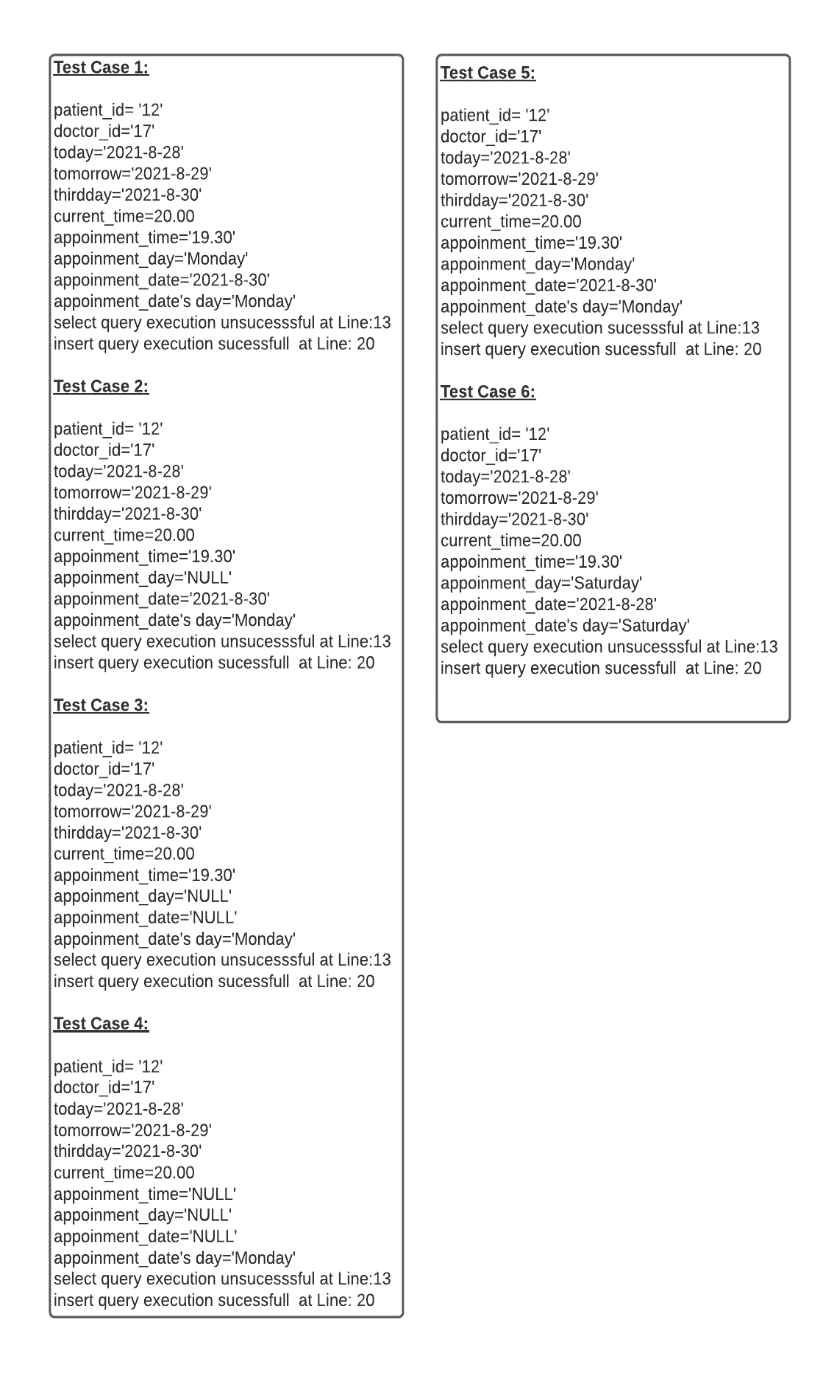 Test Case 1:
patient_id= '12'
doctor_id='17'
today='2021-8-28'
tomorrow='2021-8-29'
thirdday='2021-8-30'
current_time=20.00
appoinment_time='19.30'
appoinment_day='Monday'
appoinment_date='2021-8-30'
appoinment_date's day='Monday'
select query execution unsucesssful at Line:13
insert query execution sucessfull  at Line: 20
Test Case 2:
patient_id= '12'
doctor_id='17'
today='2021-8-28'
tomorrow='2021-8-29'
thirdday='2021-8-30'
current_time=20.00
appoinment_time='19.30'
appoinment_day='NULL'
appoinment_date='2021-8-30'
appoinment_date's day='Monday'
select query execution unsucesssful at Line:13
insert query execution sucessfull  at Line: 20
Test Case 3:
patient_id= '12'
doctor_id='17'
today='2021-8-28'
tomorrow='2021-8-29'
thirdday='2021-8-30'
current_time=20.00
appoinment_time='19.30'
appoinment_day='NULL'
appoinment_date='NULL'
appoinment_date's day='Monday'
select query execution unsucesssful at Line:13
insert query execution sucessfull  at Line: 20
Test Case 4:
patient_id= '12'
doctor_id='17'
today='2021-8-28'
tomorrow='2021-8-29'
thirdday='2021-8-30'
current_time=20.00
appoinment_time='NULL'
appoinment_day='NULL'
appoinment_date='NULL'
appoinment_date's day='Monday'
select query execution unsucesssful at Line:13
insert query execution sucessfull  at Line: 20
Test Case 5:
patient_id= '12'
doctor_id='17'
today='2021-8-28'
tomorrow='2021-8-29'
thirdday='2021-8-30'
current_time=20.00
appoinment_time='19.30'
appoinment_day='Monday'
appoinment_date='2021-8-30'
appoinment_date's day='Monday'
select query execution sucesssful at Line:13
insert query execution sucessfull  at Line: 20
Test Case 6:
patient_id= '12'
doctor_id='17'
today='2021-8-28'
tomorrow='2021-8-29'
thirdday='2021-8-30'
current_time=20.00
appoinment_time='19.30'
appoinment_day='Saturday'
appoinment_date='2021-8-28'
appoinment_date's day='Saturday'
select query execution unsucesssful at Line:13
insert query execution sucessfull  at Line: 20